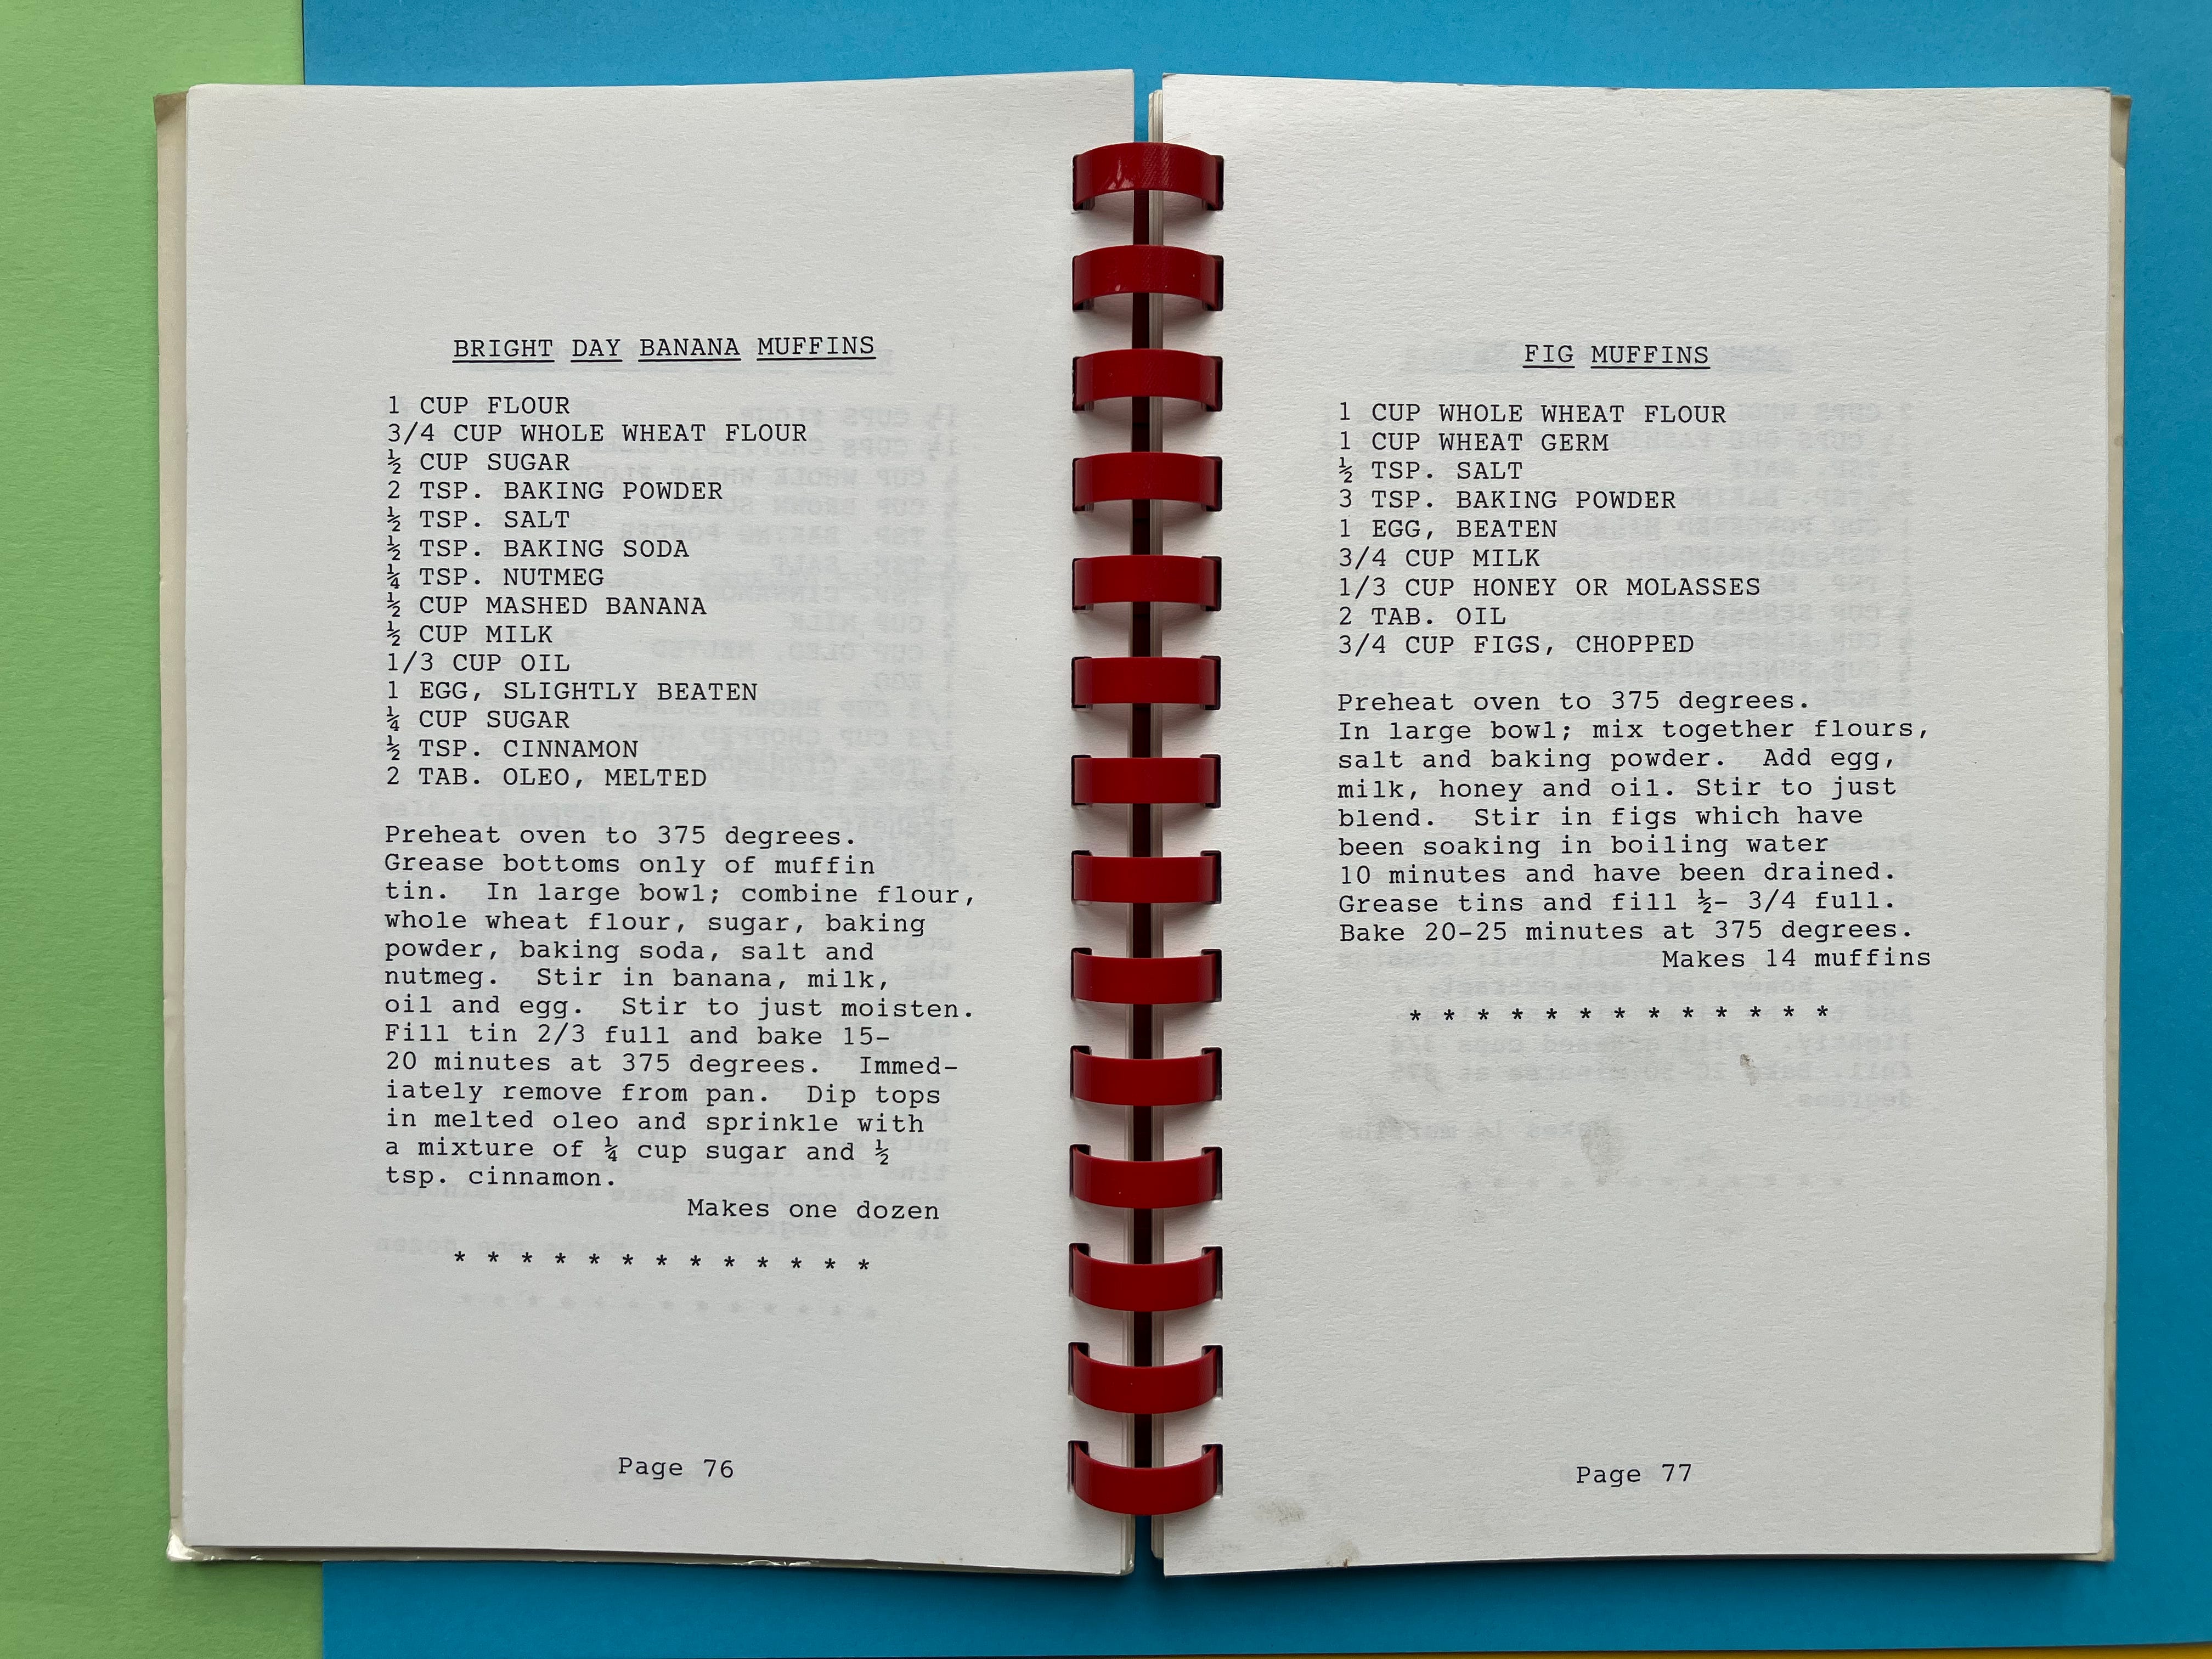 BRIGHT DAY BANANA MUFFINS
1 CUP FLOUR
3/4 CUP WHOLE WHEAT FLOUR
½ CUP SUGAR
2 TSP. BAKING POWDER
½ TSP. SALT
½ TSP. BAKING SODA
¼ TSP. NUTMEG
½ CUP MASHED BANANA
½ CUP MILK
1/3 CUP OIL
1 EGG, SLIGHTLY BEATEN
¼ CUP SUGAR
½ TSP. CINNAMON
2 TAB. OLEO, MELTED
Preheat oven to 375 degrees.
Grease bottoms only of muffin
tin.  In large bowl; combine flour,
whole wheat flour, sugar, baking
powder, baking soda, salt and
nutmeg.  Stir in banana, milk,
oil and egg.  Stir to just moisten.
Fill tin 2/3 full and bake 15-
20 minutes at 375 degrees.  Immed-
iately remove from pan.  Dip tops
in melted oleo and sprinkle with
a mixture of ¼ cup sugar and ½
tsp. cinnamon.
Makes one dozen
* * * * * * * * * * * * *
Page 76
FIG MUFFINS
1 CUP WHOLE WHEAT FLOUR
1 CUP WHEAT GERM
½ TSP. SALT
3 TSP. BAKING POWDER
1 EGG, BEATEN
3/4 CUP MILK
1/3 CUP HONEY OR MOLASSES
2 TAB. OIL
3/4 CUP FIGS, CHOPPED
Preheat oven to 375 degrees.
In large bowl; mix together flours,
salt and baking powder.  Add egg,
milk, honey and oil. Stir to just
blend.  Stir in figs which have
been soaking in boiling water
10 minutes and have been drained.
Grease tins and fill ½- 3/4 full.
Bake 20-25 minutes at 375 degrees.
Makes 14 muffins
* * * * * * * * * * * * *
Page 77